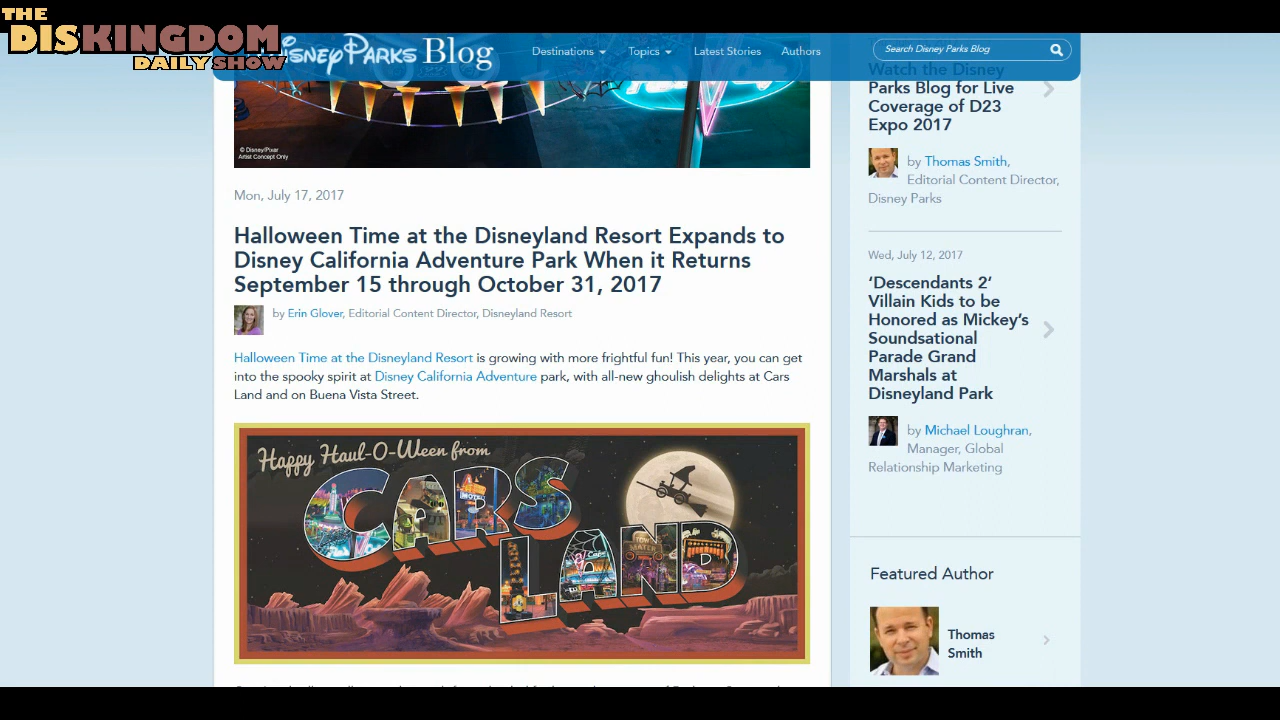 THE
DISKINGDOM
DAILY SHOW
Disney Parks Blog
Destinations
Topics
Latest Stories
Authors
Search Disney Parks Blog
© Disney/Pixar
Artist Concept Only
Mon, July 17, 2017
Halloween Time at the Disneyland Resort Expands to
Disney California Adventure Park When it Returns
September 15 through October 31, 2017
by Erin Glover, Editorial Content Director, Disneyland Resort
Halloween Time at the Disneyland Resort is growing with more frightful fun! This year, you can get
into the spooky spirit at Disney California Adventure park, with all-new ghoulish delights at Cars
Land and on Buena Vista Street.
Happy Haul-O-Ween from
CARS
LAND
Watch the Disney
Parks Blog for Live
Coverage of D23
Expo 2017
by Thomas Smith,
Editorial Content Director,
Disney Parks
Wed, July 12, 2017
‘Descendants 2’
Villain Kids to be
Honored as Mickey’s
Soundsational
Parade Grand
Marshals at
Disneyland Park
by Michael Loughran,
Manager, Global
Relationship Marketing
Featured Author
Thomas
Smith